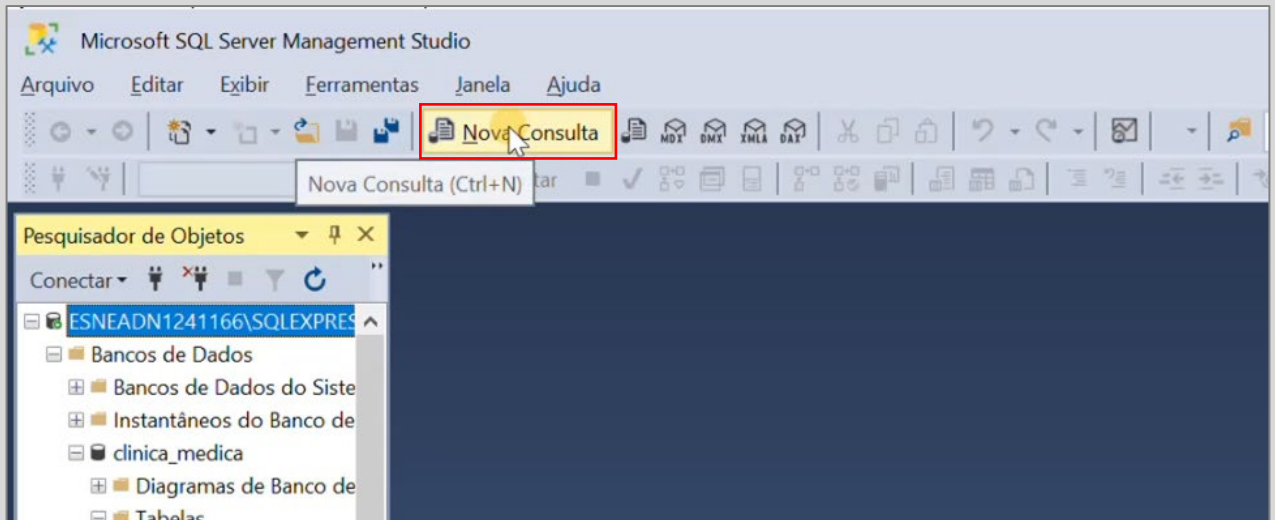 Microsoft SQL Server Management Studio
Arquivo Editar Exibir Ferramentas Janela Ajuda
Nova Consulta MDX DMX XMLA DAX
Nova Consulta (Ctrl+N) tar
Pesquisador de Objetos
Conectar
ESNEADN1241166\SQLEXPRES
Bancos de Dados
Bancos de Dados do Siste
Instantâneos do Banco de
clinica_medica
Diagramas de Banco de
Tabelas